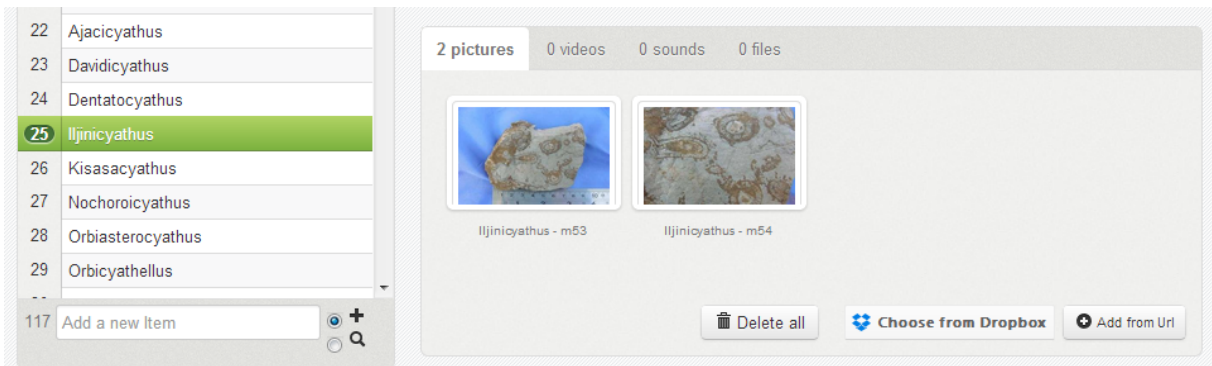 22 Ajacicyathus
23 Davidicyathus
24 Dentatocyathus
25 Iljinicyathus
26 Kisasacyathus
27 Nochoroicyathus
28 Orbiasterocyathus
29 Orbicyathellus
117 Add a new Item
2 pictures 0 videos 0 sounds 0 files
Iljinicyathus - m53 Iljinicyathus - m54
Delete all Choose from Dropbox Add from Url